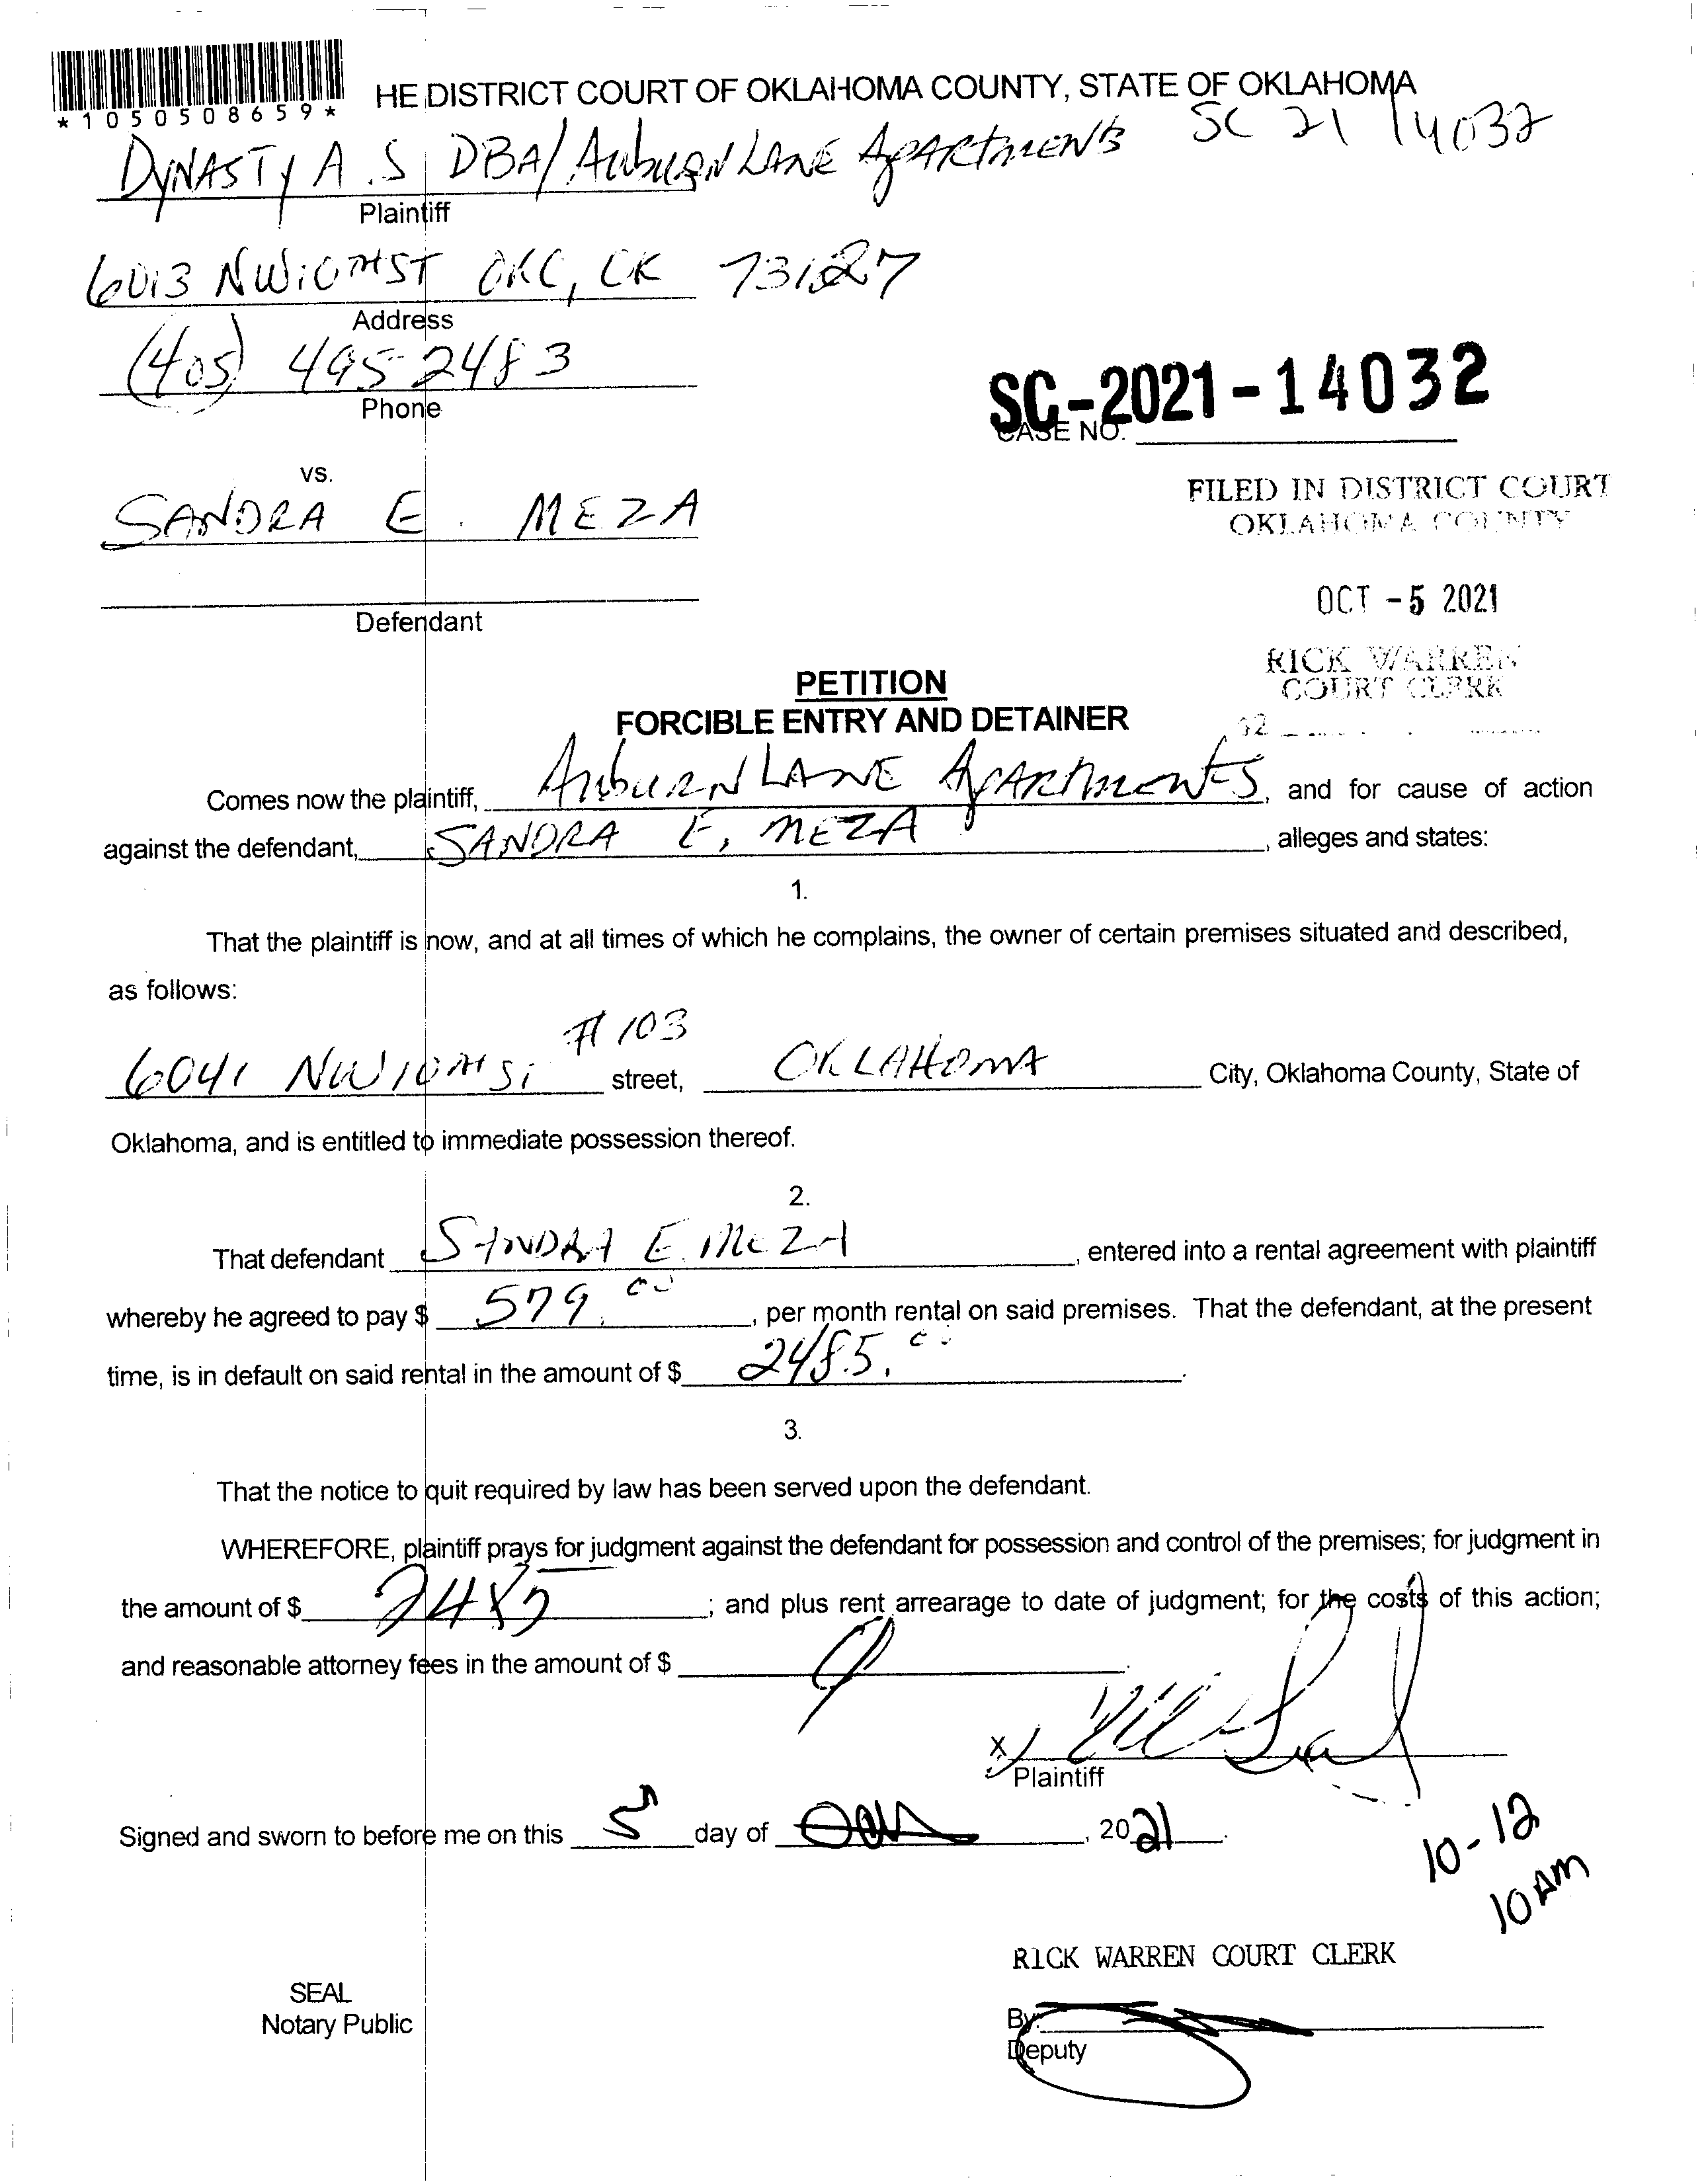 *1050508659*
HE DISTRICT COURT OF OKLAHOMA COUNTY, STATE OF OKLAHOMA
SC 21 14032
DYNASTY A.S DBA/ AUBURN LANE APARTMENTS
Plaintiff
6013 NW 10TH ST OKC, OK 73127
Address
(405) 495-2483
Phone
SC-2021-14032
CASE NO.
vs.
SANDRA E. MEZA
FILED IN DISTRICT COURT
OKLAHOMA COUNTY
OCT -5 2021
Defendant
RICK WARREN
COURT CLERK
PETITION
FORCIBLE ENTRY AND DETAINER
Comes now the plaintiff, AUBURN LANE APARTMENTS, and for cause of action
against the defendant, SANDRA E, MEZA, alleges and states:
1.
That the plaintiff is now, and at all times of which he complains, the owner of certain premises situated and described,
as follows:
6041 NW 10TH St #103 street, OKLAHOMA City, Oklahoma County, State of
Oklahoma, and is entitled to immediate possession thereof.
2.
That defendant SANDRA E. MEZA, entered into a rental agreement with plaintiff
whereby he agreed to pay $ 579.00, per month rental on said premises. That the defendant, at the present
time, is in default on said rental in the amount of $ 2485.00.
3.
That the notice to quit required by law has been served upon the defendant.
WHEREFORE, plaintiff prays for judgment against the defendant for possession and control of the premises; for judgment in
the amount of $ 2485; and plus rent arrearage to date of judgment; for the costs of this action;
and reasonable attorney fees in the amount of $
X
Plaintiff
Signed and sworn to before me on this 5 day of Oct, 2021.
10-12
10 AM
RICK WARREN COURT CLERK
SEAL
Notary Public
By:
Deputy